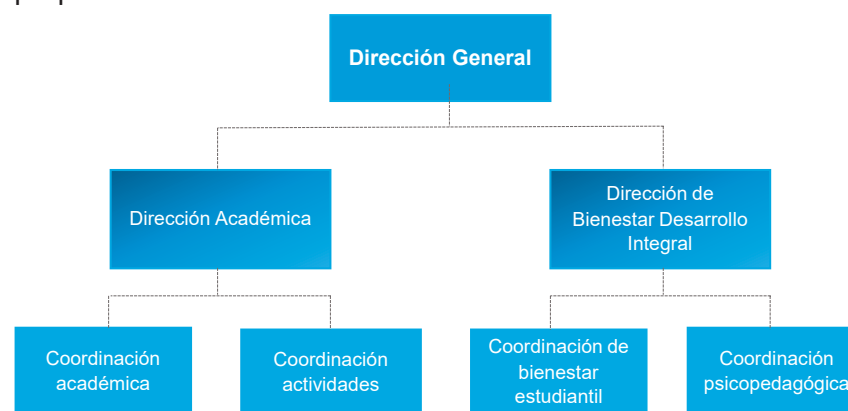 Dirección General
Dirección Académica
Dirección de
Bienestar Desarrollo
Integral
Coordinación
académica
Coordinación
actividades
Coordinación de
bienestar
estudiantil
Coordinación
psicopedagógica